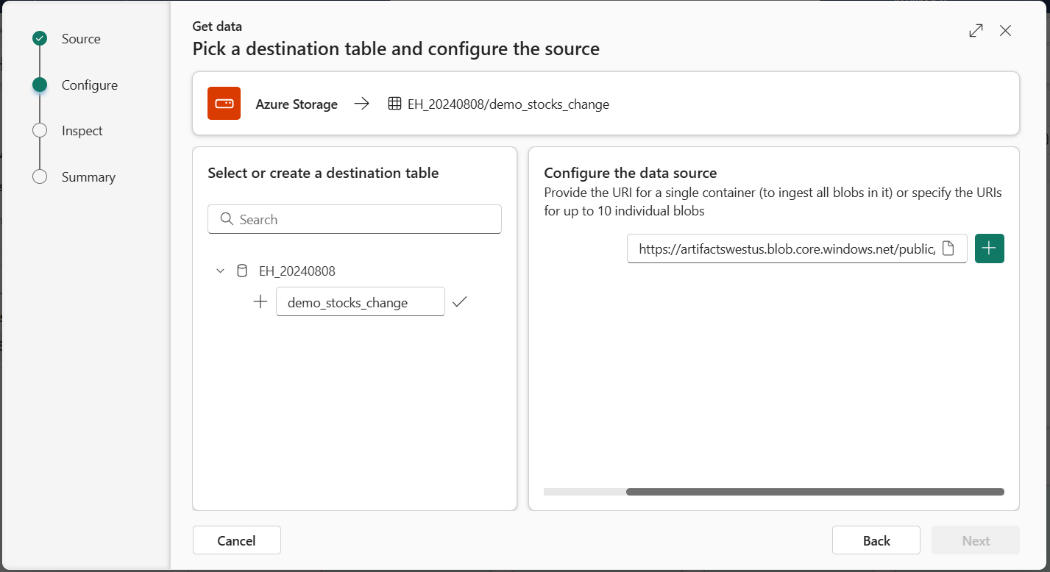 Get data
Pick a destination table and configure the source
Source
Configure
Inspect
Summary
Azure Storage
EH_20240808/demo_stocks_change
Select or create a destination table
Search
EH_20240808
demo_stocks_change
Configure the data source
Provide the URI for a single container (to ingest all blobs in it) or specify the URIs
for up to 10 individual blobs
https://artifactswestus.blob.core.windows.net/public/
Cancel
Back
Next